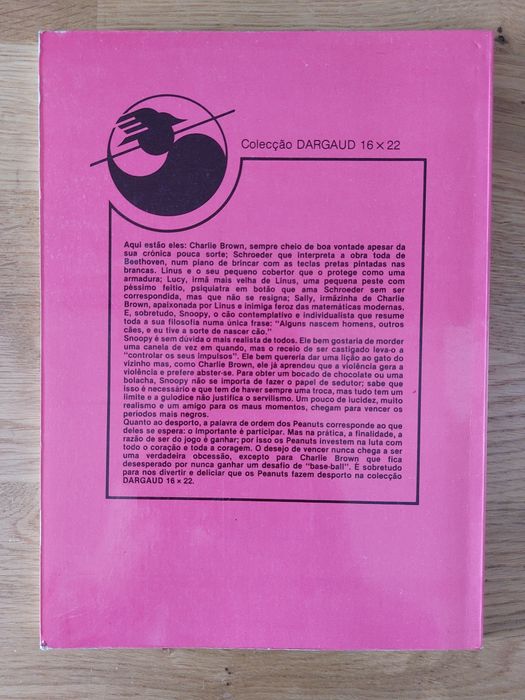 Colecção DARGAUD 16 × 22
Aqui estão eles: Charlie Brown, sempre cheio de boa vontade apesar da
sua crónica pouca sorte; Schroeder que interpreta a obra toda de
Beethoven, num piano de brincar com as teclas pretas pintadas nas
brancas. Linus e o seu pequeno cobertor que o protege como uma
armadura; Lucy, irmã mais velha de Linus, uma pequena peste com
péssimo feitio, psiquiatra em botão que ama Schroeder sem ser
correspondida, mas que não se resigna; Sally, irmãzinha de Charlie
Brown, apaixonada por Linus e inimiga feroz das matemáticas modernas.
E, sobretudo, Snoopy, o cão contemplativo e individualista que resume
toda a sua filosofia numa única frase: "Alguns nascem homens, outros
cães, e eu tive a sorte de nascer cão."
Snoopy é sem dúvida o mais realista de todos. Ele bem gostaria de morder
uma canela de vez em quando, mas o receio de ser castigado leva-o a
"controlar os seus impulsos". Ele bem quereria dar uma lição ao gato do
vizinho mas, como Charlie Brown, ele já aprendeu que a violência gera a
violência e prefere abster-se. Para obter um bocado de chocolate ou uma
bolacha, Snoopy não se importa de fazer o papel de sedutor; sabe que
isso é necessário e que tem de haver sempre uma troca, mas tudo tem um
limite e a gulodice não justifica o servilismo. Um pouco de lucidez, muito
realismo e um amigo para os maus momentos, chegam para vencer os
períodos mais negros.
Quanto ao desporto, a palavra de ordem dos Peanuts corresponde ao que
deles se espera: o importante é participar. Mas na prática, a finalidade, a
razão de ser do jogo é ganhar; por isso os Peanuts investem na luta com
todo o coração e toda a coragem. O desejo de vencer nunca chega a ser
uma verdadeira obcessão, excepto para Charlie Brown que fica
desesperado por nunca ganhar um desafio de "base-ball". É sobretudo
para nos divertir e deliciar que os Peanuts fazem desporto na colecção
DARGAUD 16 × 22.